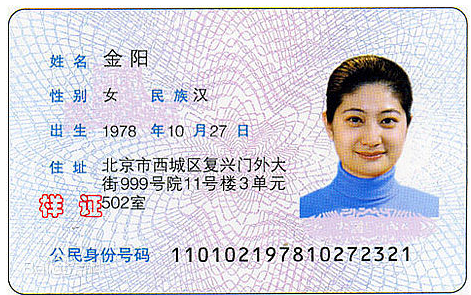 姓名 金阳
性别 女 民族 汉
出生 1978 年 10 月 27 日
住址 北京市西城区复兴门外大
街999号院11号楼3单元
502室
样证
公民身份号码 110102197810272321